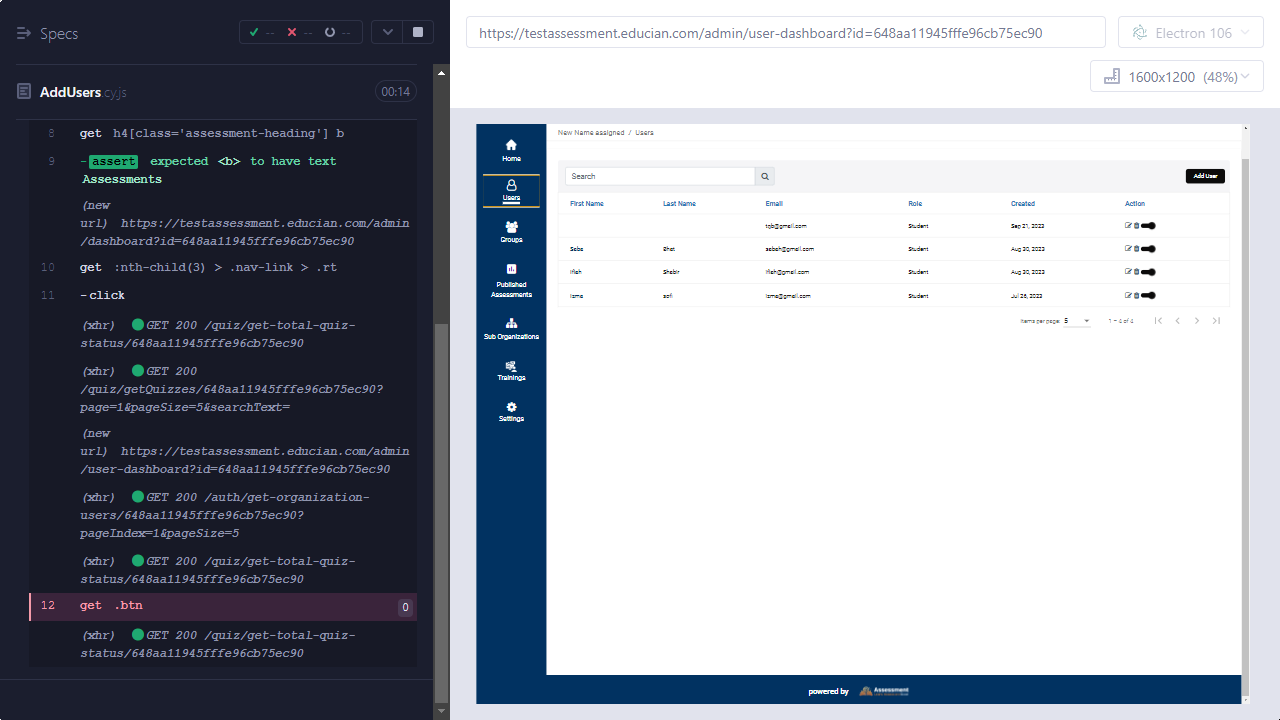 Specs
-- -- --
https://testassessment.educian.com/admin/user-dashboard?id=648aa11945fffe96cb75ec90
Electron 106
1600x1200 (48%)
AddUsers.cy.js
00:14
8 get h4[class='assessment-heading'] b
9 -assert expected <b> to have text
Assessments
(new
url) https://testassessment.educian.com/admin
/dashboard?id=648aa11945fffe96cb75ec90
10 get :nth-child(3) > .nav-link > .rt
11 -click
(xhr) GET 200 /quiz/get-total-quiz-
status/648aa11945fffe96cb75ec90
(xhr) GET 200
/quiz/getQuizzes/648aa11945fffe96cb75ec90?
page=1&pageSize=5&searchText=
(new
url) https://testassessment.educian.com/admin
/user-dashboard?id=648aa11945fffe96cb75ec90
(xhr) GET 200 /auth/get-organization-
users/648aa11945fffe96cb75ec90?
pageIndex=1&pageSize=5
(xhr) GET 200 /quiz/get-total-quiz-
status/648aa11945fffe96cb75ec90
12 get .btn 0
(xhr) GET 200 /quiz/get-total-quiz-
status/648aa11945fffe96cb75ec90
Home
Users
Groups
Published
Assessments
Sub Organizations
Trainings
Settings
New Name assigned / Users
Search
Add User
First Name Last Name Email Role Created Action
tqb@gmail.com Student Sep 21, 2023
Seba Bhat sebah@gmail.com Student Aug 30, 2023
Ifleh Shabir ifleh@gmail.com Student Aug 30, 2023
Izma sofi izma@gmail.com Student Jul 26, 2023
Items per page: 5 1 – 4 of 4
powered by Assessment